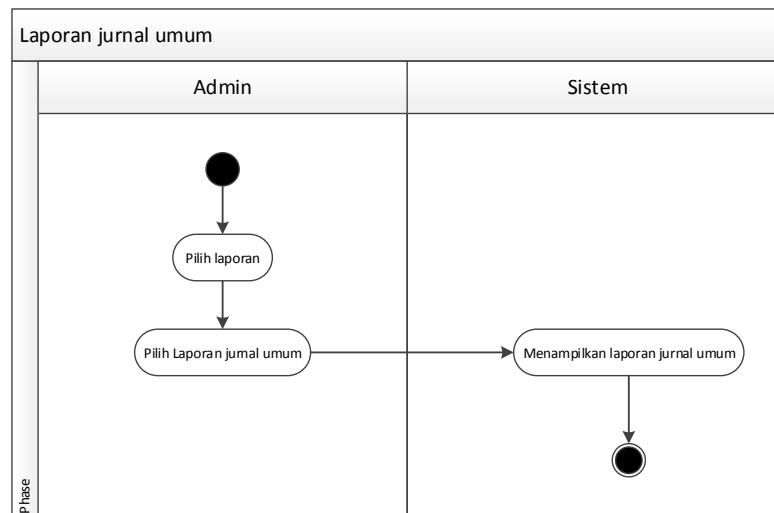 Laporan jurnal umum
Admin
Sistem
Pilih laporan
Pilih Laporan jurnal umum
Menampilkan laporan jurnal umum
Phase